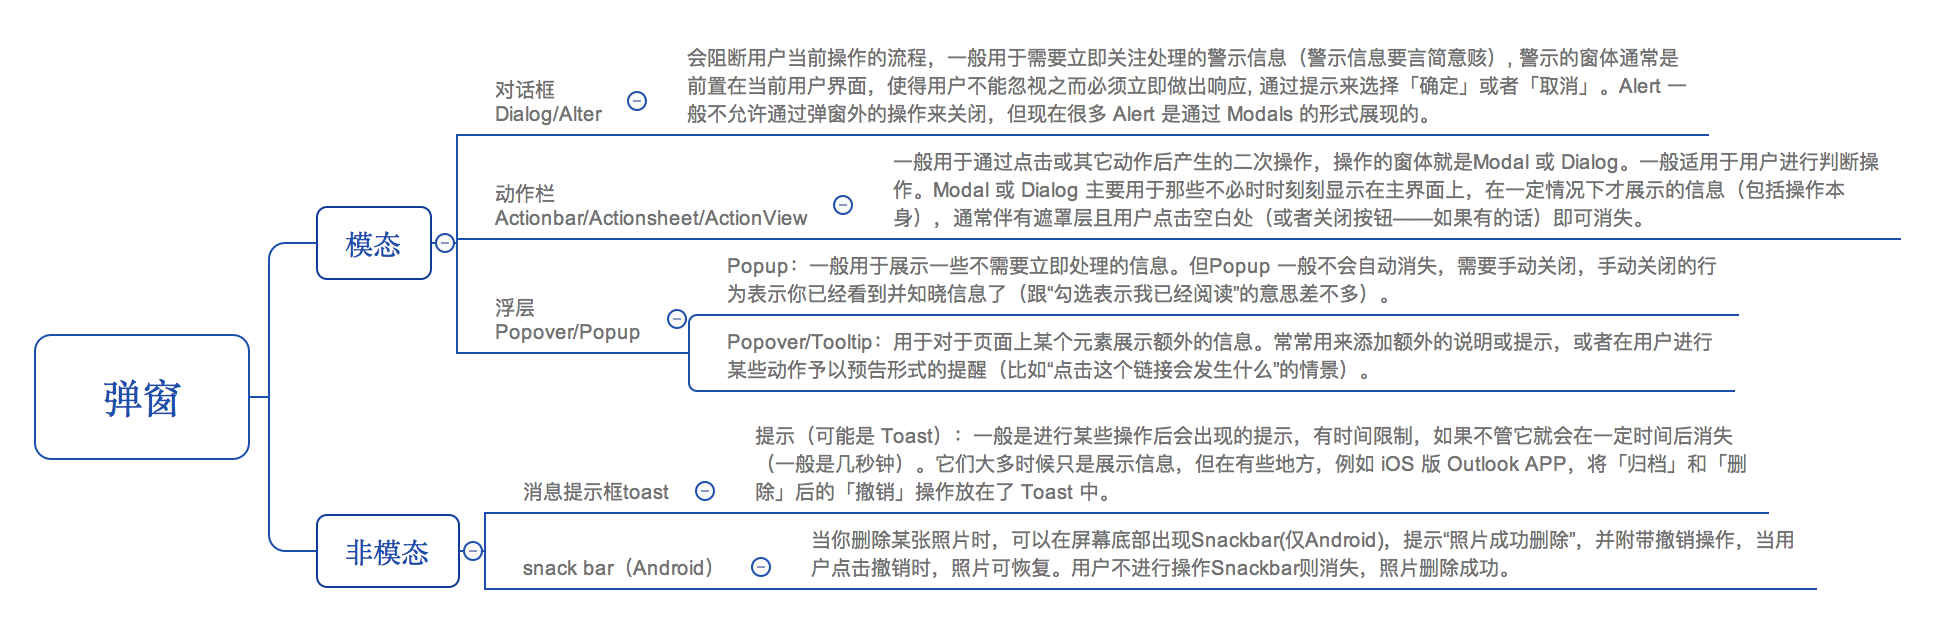 弹窗
模态
对话框
Dialog/Alter
会阻断用户当前操作的流程，一般用于需要立即关注处理的警示信息（警示信息要言简意赅）, 警示的窗体通常是
前置在当前用户界面，使得用户不能忽视之而必须立即做出响应, 通过提示来选择「确定」或者「取消」。Alert 一
般不允许通过弹窗外的操作来关闭，但现在很多 Alert 是通过 Modals 的形式展现的。
动作栏
Actionbar/Actionsheet/ActionView
一般用于通过点击或其它动作后产生的二次操作，操作的窗体就是Modal 或 Dialog。一般适用于用户进行判断操
作。Modal 或 Dialog 主要用于那些不必时时刻刻显示在主界面上，在一定情况下才展示的信息（包括操作本
身），通常伴有遮罩层且用户点击空白处（或者关闭按钮——如果有的话）即可消失。
浮层
Popover/Popup
Popup：一般用于展示一些不需要立即处理的信息。但Popup 一般不会自动消失，需要手动关闭，手动关闭的行
为表示你已经看到并知晓信息了（跟“勾选表示我已经阅读”的意思差不多）。
Popover/Tooltip：用于对于页面上某个元素展示额外的信息。常常用来添加额外的说明或提示，或者在用户进行
某些动作予以预告形式的提醒（比如“点击这个链接会发生什么”的情景）。
非模态
消息提示框toast
提示（可能是 Toast）：一般是进行某些操作后会出现的提示，有时间限制，如果不管它就会在一定时间后消失
（一般是几秒钟）。它们大多时候只是展示信息，但在有些地方，例如 iOS 版 Outlook APP，将「归档」和「删
除」后的「撤销」操作放在了 Toast 中。
snack bar（Android）
当你删除某张照片时，可以在屏幕底部出现Snackbar(仅Android)，提示“照片成功删除”，并附带撤销操作，当用
户点击撤销时，照片可恢复。用户不进行操作Snackbar则消失，照片删除成功。